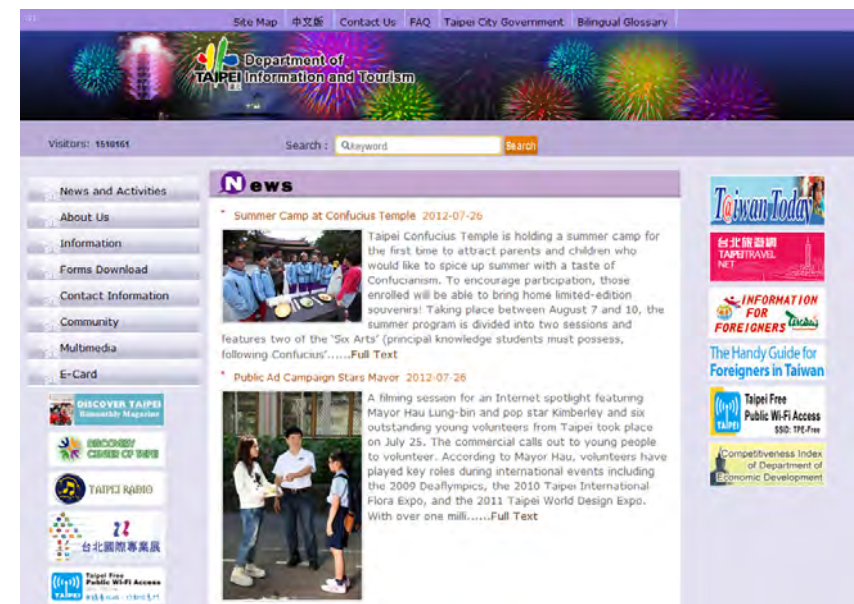 Site Map 中文版 Contact Us FAQ Taipei City Government Bilingual Glossary
Department of
TAIPEI Information and Tourism
Visitors: 1510161
Search : keyword Search
News and Activities
About Us
Information
Forms Download
Contact Information
Community
Multimedia
E-Card
DISCOVER TAIPEI
Bimonthly Magazine
DISCOVERY
CENTER OF TAIPEI
TAIPEI RADIO
台北國際專業展
Taipei Free
Public Wi-Fi Access
TAIPEI
News
Summer Camp at Confucius Temple 2012-07-26
Taipei Confucius Temple is holding a summer camp for
the first time to attract parents and children who
would like to spice up summer with a taste of
Confucianism. To encourage participation, those
enrolled will be able to bring home limited-edition
souvenirs! Taking place between August 7 and 10, the
summer program is divided into two sessions and
features two of the 'Six Arts' (principal knowledge students must possess,
following Confucius'......Full Text
Public Ad Campaign Stars Mayor 2012-07-26
A filming session for an Internet spotlight featuring
Mayor Hau Lung-bin and pop star Kimberley and six
outstanding young volunteers from Taipei took place
on July 25. The commercial calls out to young people
to volunteer. According to Mayor Hau, volunteers have
played key roles during international events including
the 2009 Deaflympics, the 2010 Taipei International
Flora Expo, and the 2011 Taipei World Design Expo.
With over one milli......Full Text
T@iwan Today
台北旅遊網
TAIPEITRAVEL
NET
INFORMATION
FOR
FOREIGNERS
The Handy Guide for
Foreigners in Taiwan
Taipei Free
Public Wi-Fi Access
TAIPEI SSID: TPE-Free
Competitiveness Index
of Department of
Economic Development